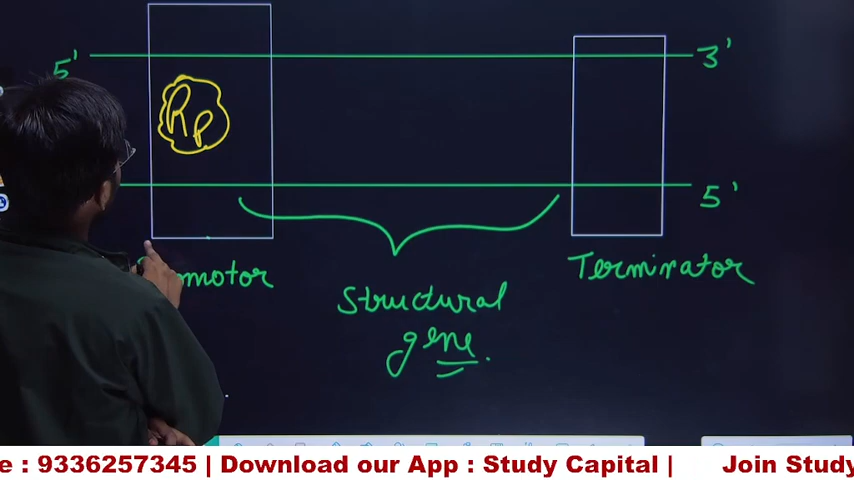 5' 3'
RP
5'
motor Terminator
Structural
gene.
e : 9336257345 | Download our App : Study Capital | Join Study